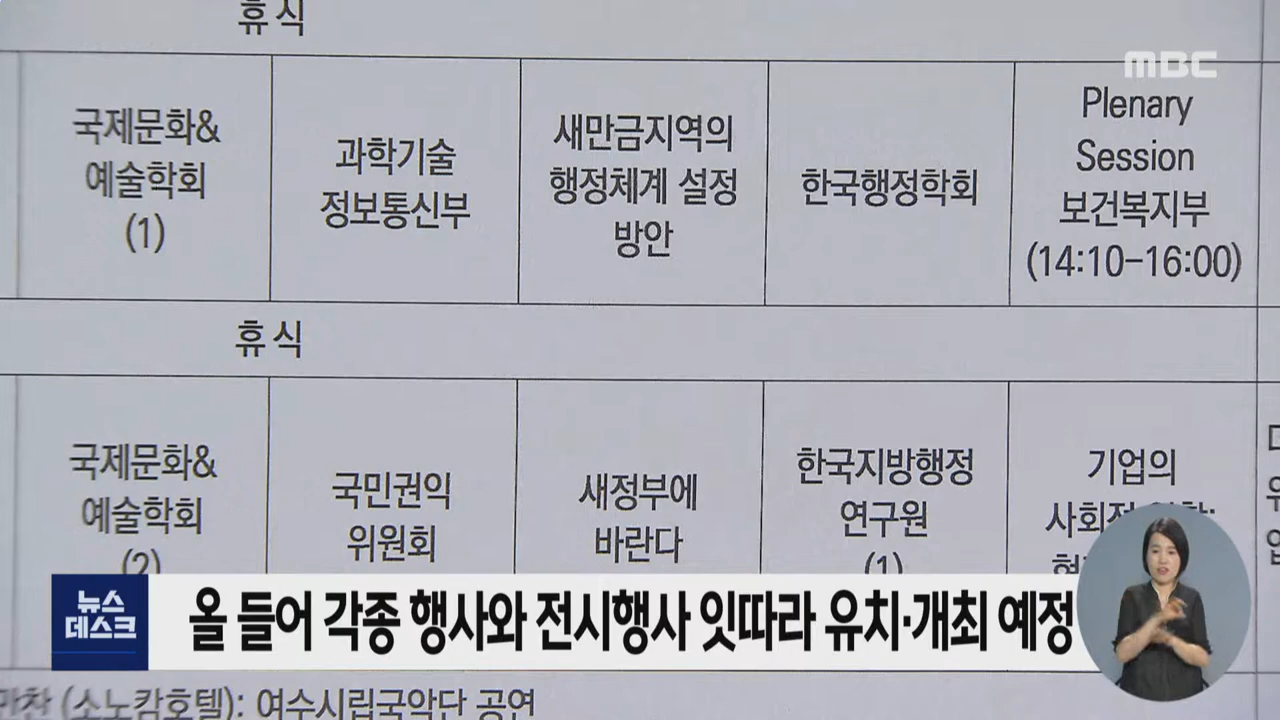 휴 식
MBC
국제문화&
예술학회
(1)
과학기술
정보통신부
새만금지역의
행정체계 설정
방안
한국행정학회
Plenary
Session
보건복지부
(14:10-16:00)
휴 식
국제문화&
예술학회
(2)
국민권익
위원회
새정부에
바란다
한국지방행정
연구원
(1)
기업의
뉴스
데스크
올 들어 각종 행사와 전시행사 잇따라 유치·개최 예정
(소노캄호텔): 여수시립국악단 공연